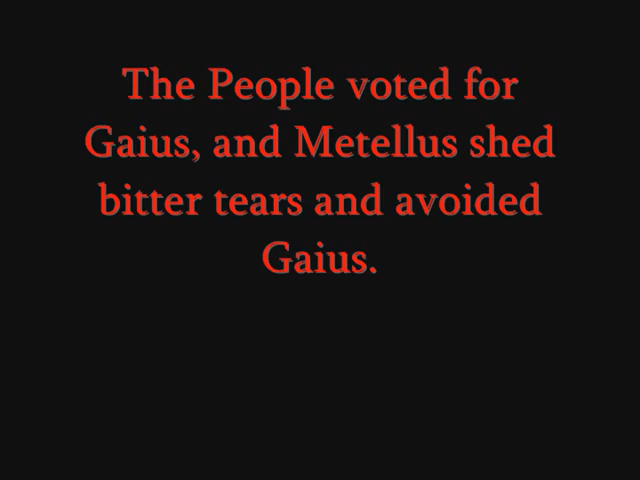 The People voted for
Gaius, and Metellus shed
bitter tears and avoided
Gaius.